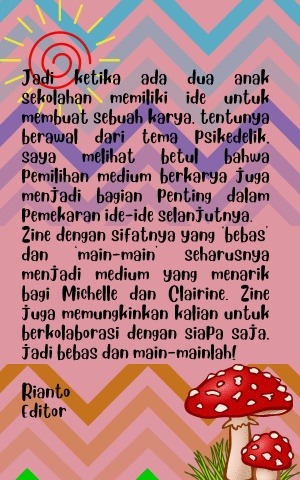 Jadi ketika ada dua anak
sekolahan memiliki ide untuk
membuat sebuah karya, tentunya
berawal dari tema Psikedelik,
saya melihat betul bahwa
Pemilihan medium berkarya juga
menjadi bagian Penting dalam
Pemekaran ide-ide selanjutnya.
Zine dengan sifatnya yang 'bebas'
dan 'main-main' seharusnya
menjadi medium yang menarik
bagi Michelle dan Clairine. Zine
juga memungkinkan kalian untuk
berkolaborasi dengan siapa saja.
Jadi bebas dan main-mainlah!
Rianto
Editor